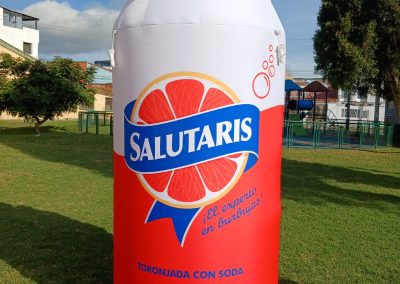 SALUTARIS
¡El experto
en burbujas!
TORONJADA CON SODA